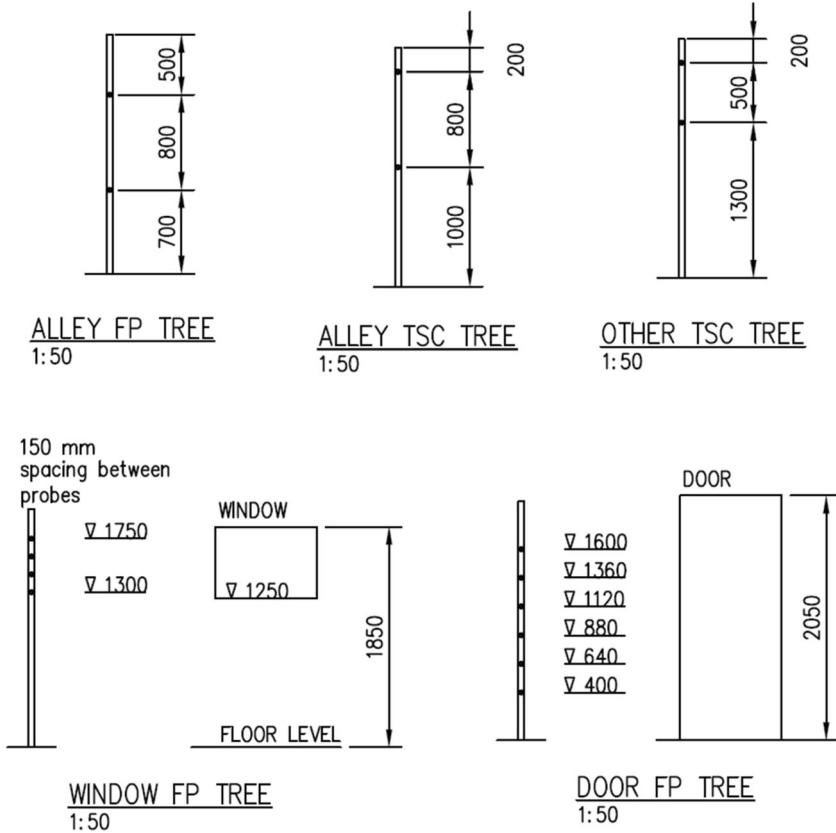 500
800
700
ALLEY FP TREE
1:50
200
800
1000
ALLEY TSC TREE
1:50
200
500
1300
OTHER TSC TREE
1:50
150 mm
spacing between
probes
∇ 1750
∇ 1300
WINDOW
∇ 1250
1850
FLOOR LEVEL
WINDOW FP TREE
1:50
DOOR
∇ 1600
∇ 1360
∇ 1120
∇ 880
∇ 640
∇ 400
2050
DOOR FP TREE
1:50